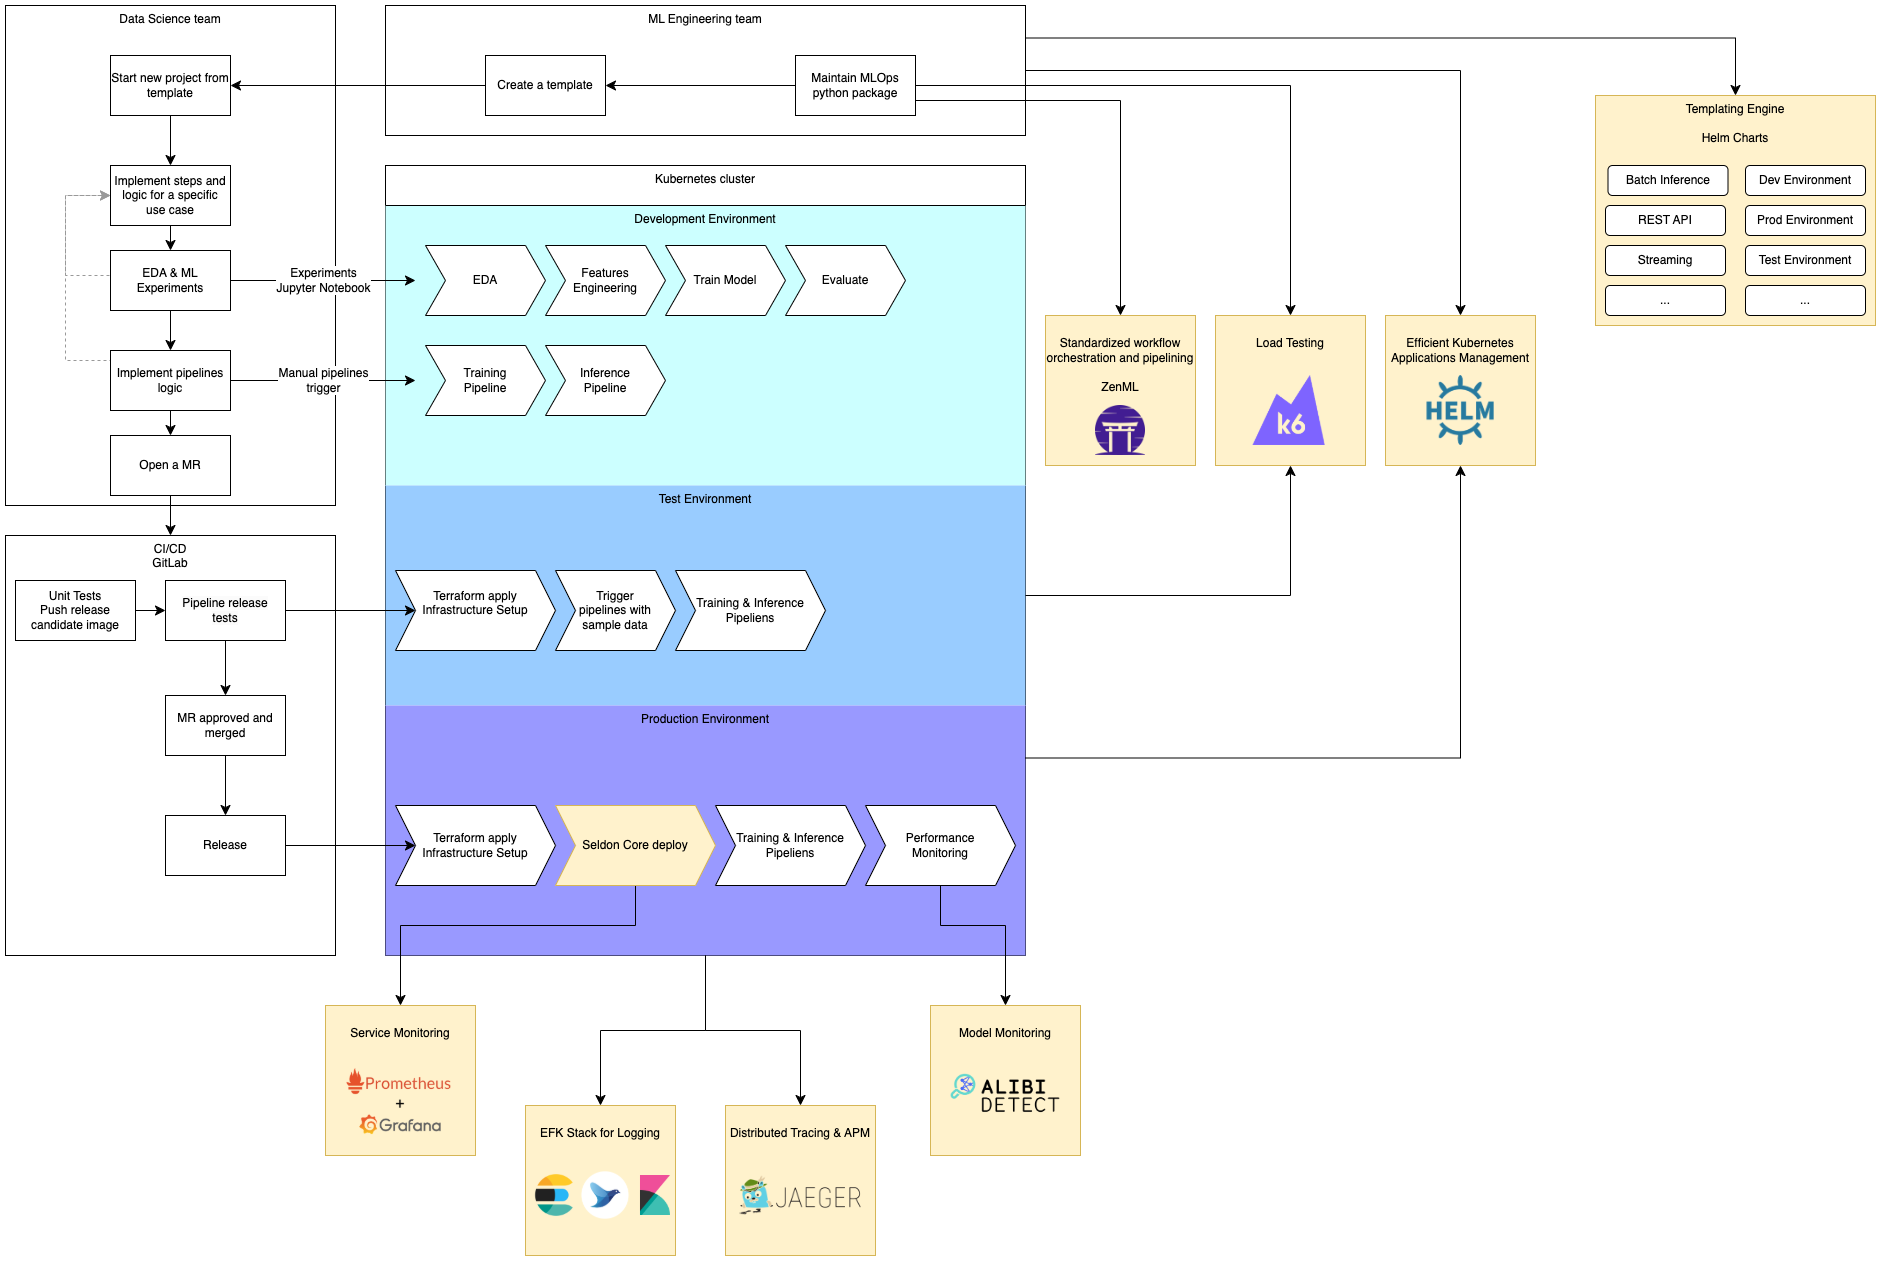 Data Science team
Start new project from
template
Implement steps and
logic for a specific
use case
EDA & ML
Experiments
Experiments
Jupyter Notebook
Implement pipelines
logic
Manual pipelines
trigger
Open a MR
CI/CD
GitLab
Unit Tests
Push release
candidate image
Pipeline release
tests
MR approved and
merged
Release
ML Engineering team
Create a template
Maintain MLOps
python package
Kubernetes cluster
Development Environment
EDA
Features
Engineering
Train Model
Evaluate
Training
Pipeline
Inference
Pipeline
Test Environment
Terraform apply
Infrastructure Setup
Trigger
pipelines with
sample data
Training & Inference
Pipeliens
Production Environment
Terraform apply
Infrastructure Setup
Seldon Core deploy
Training & Inference
Pipeliens
Performance
Monitoring
Standardized workflow
orchestration and pipelining
ZenML
Load Testing
k6
Efficient Kubernetes
Applications Management
HELM
Templating Engine
Helm Charts
Batch Inference
Dev Environment
REST API
Prod Environment
Streaming
Test Environment
...
...
Service Monitoring
Prometheus
+
Grafana
EFK Stack for Logging
Distributed Tracing & APM
JAEGER
Model Monitoring
ALIBI
DETECT